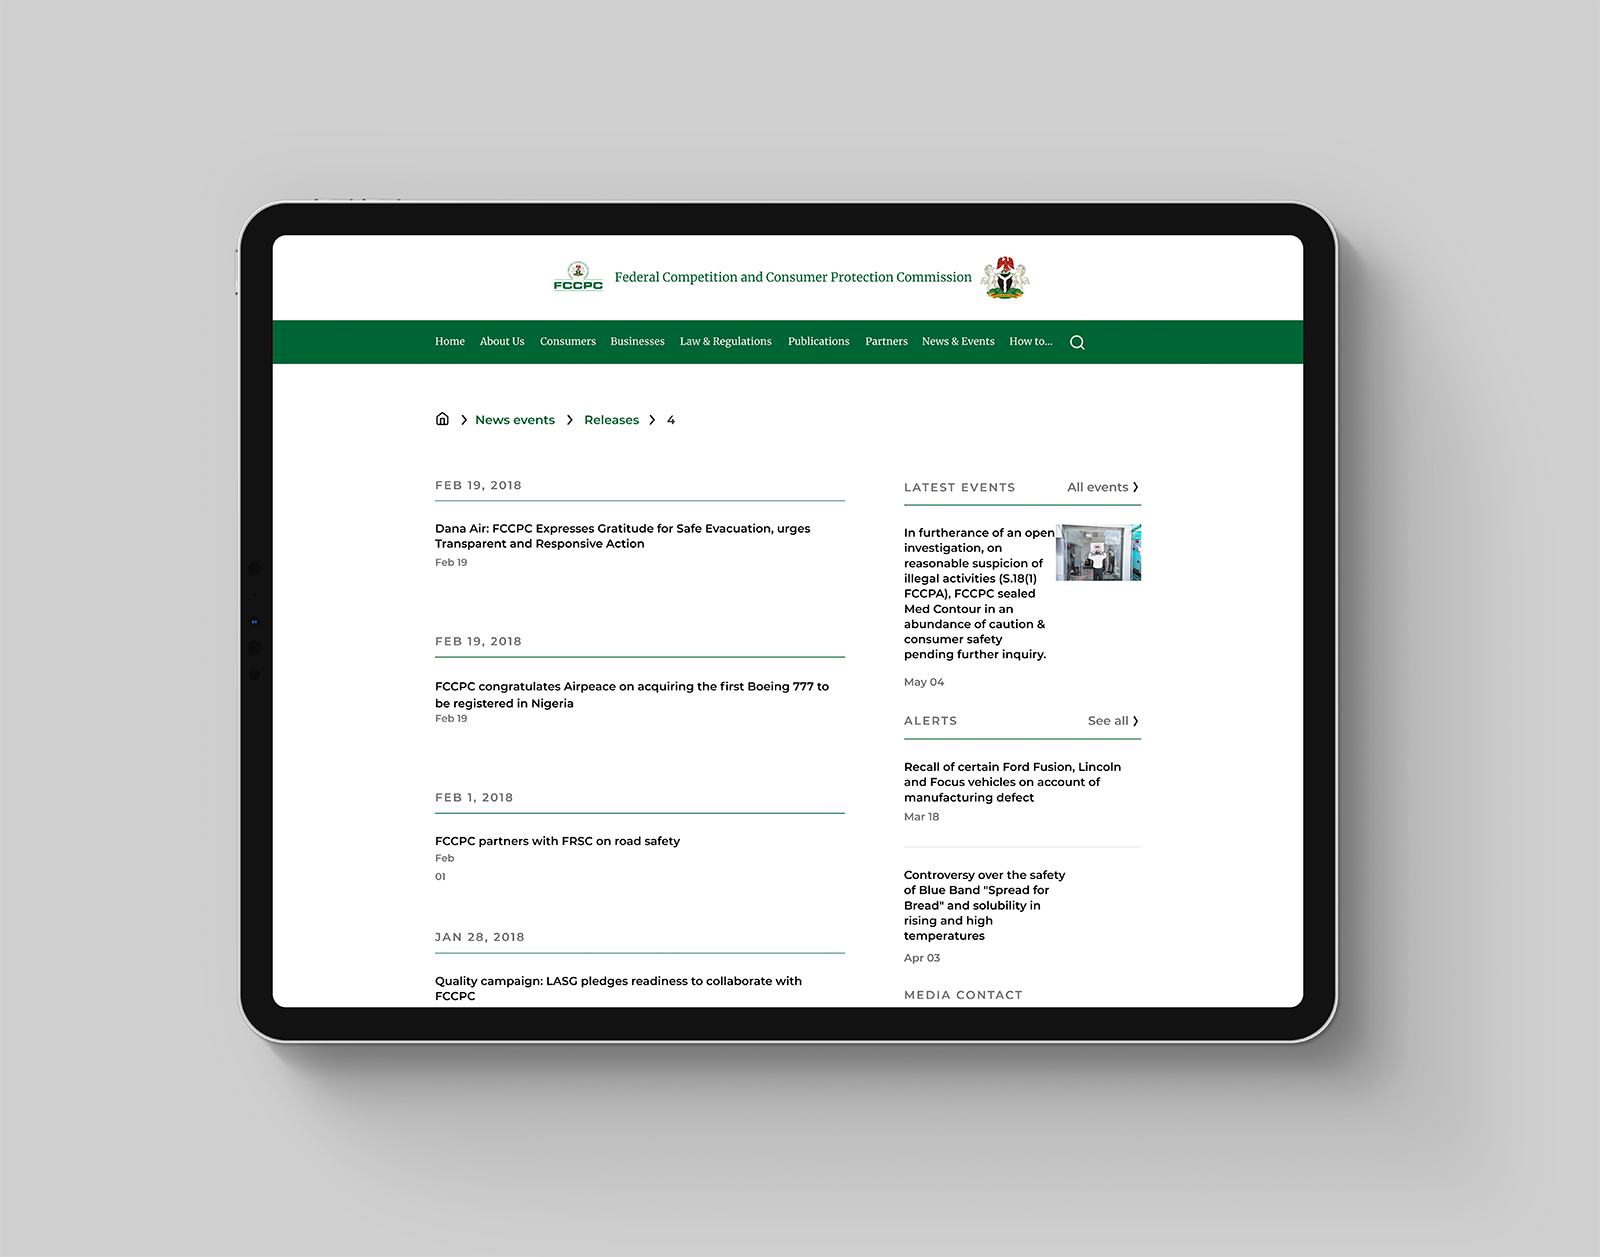 FCCPC
Federal Competition and Consumer Protection Commission
Home About Us Consumers Businesses Law & Regulations Publications Partners News & Events How to...
News events Releases 4
FEB 19, 2018
Dana Air: FCCPC Expresses Gratitude for Safe Evacuation, urges
Transparent and Responsive Action
Feb 19
FEB 19, 2018
FCCPC congratulates Airpeace on acquiring the first Boeing 777 to
be registered in Nigeria
Feb 19
FEB 1, 2018
FCCPC partners with FRSC on road safety
Feb
01
JAN 28, 2018
Quality campaign: LASG pledges readiness to collaborate with
FCCPC
LATEST EVENTS All events
In furtherance of an open
investigation, on
reasonable suspicion of
illegal activities (S.18(1)
FCCPA), FCCPC sealed
Med Contour in an
abundance of caution &
consumer safety
pending further inquiry.
May 04
ALERTS See all
Recall of certain Ford Fusion, Lincoln
and Focus vehicles on account of
manufacturing defect
Mar 18
Controversy over the safety
of Blue Band "Spread for
Bread" and solubility in
rising and high
temperatures
Apr 03
MEDIA CONTACT